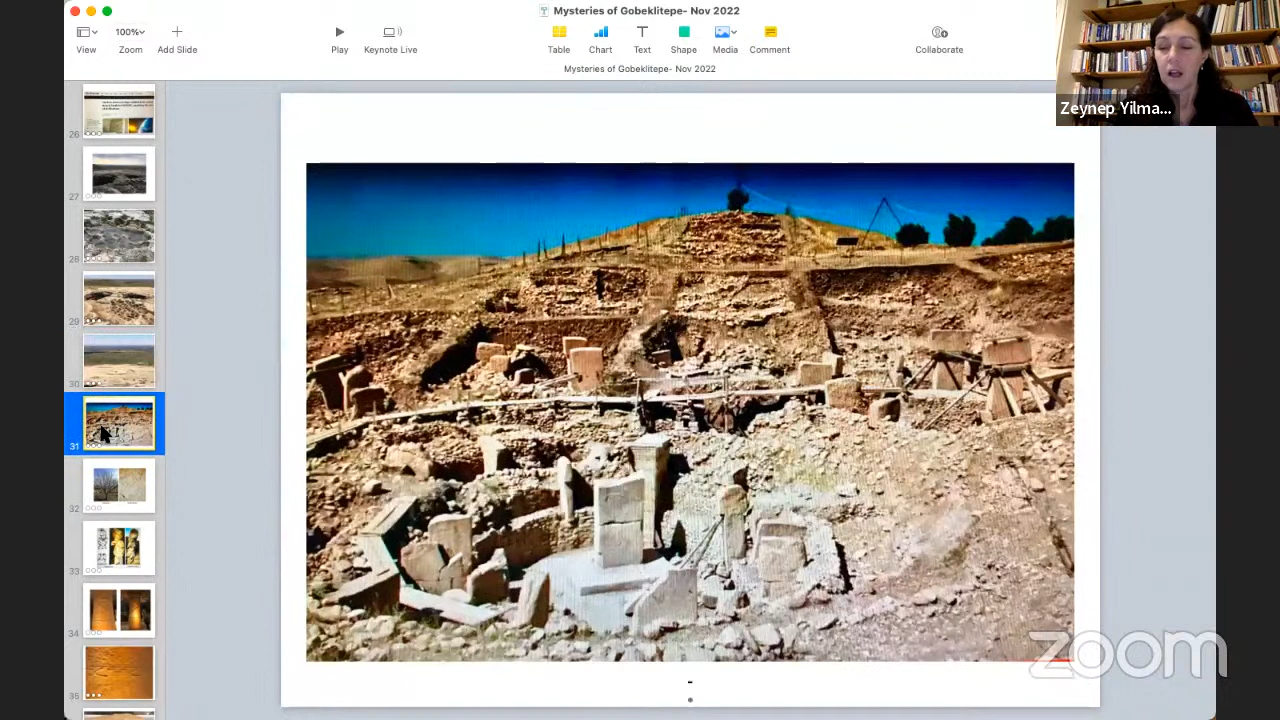 Mysteries of Gobeklitepe- Nov 2022
100%
View
Zoom
Add Slide
Play
Keynote Live
Table
Chart
Text
Shape
Media
Comment
Collaborate
Mysteries of Gobeklitepe- Nov 2022
Zeynep Yilma...
26
27
28
29
30
31
32
33
34
35
-
zoom